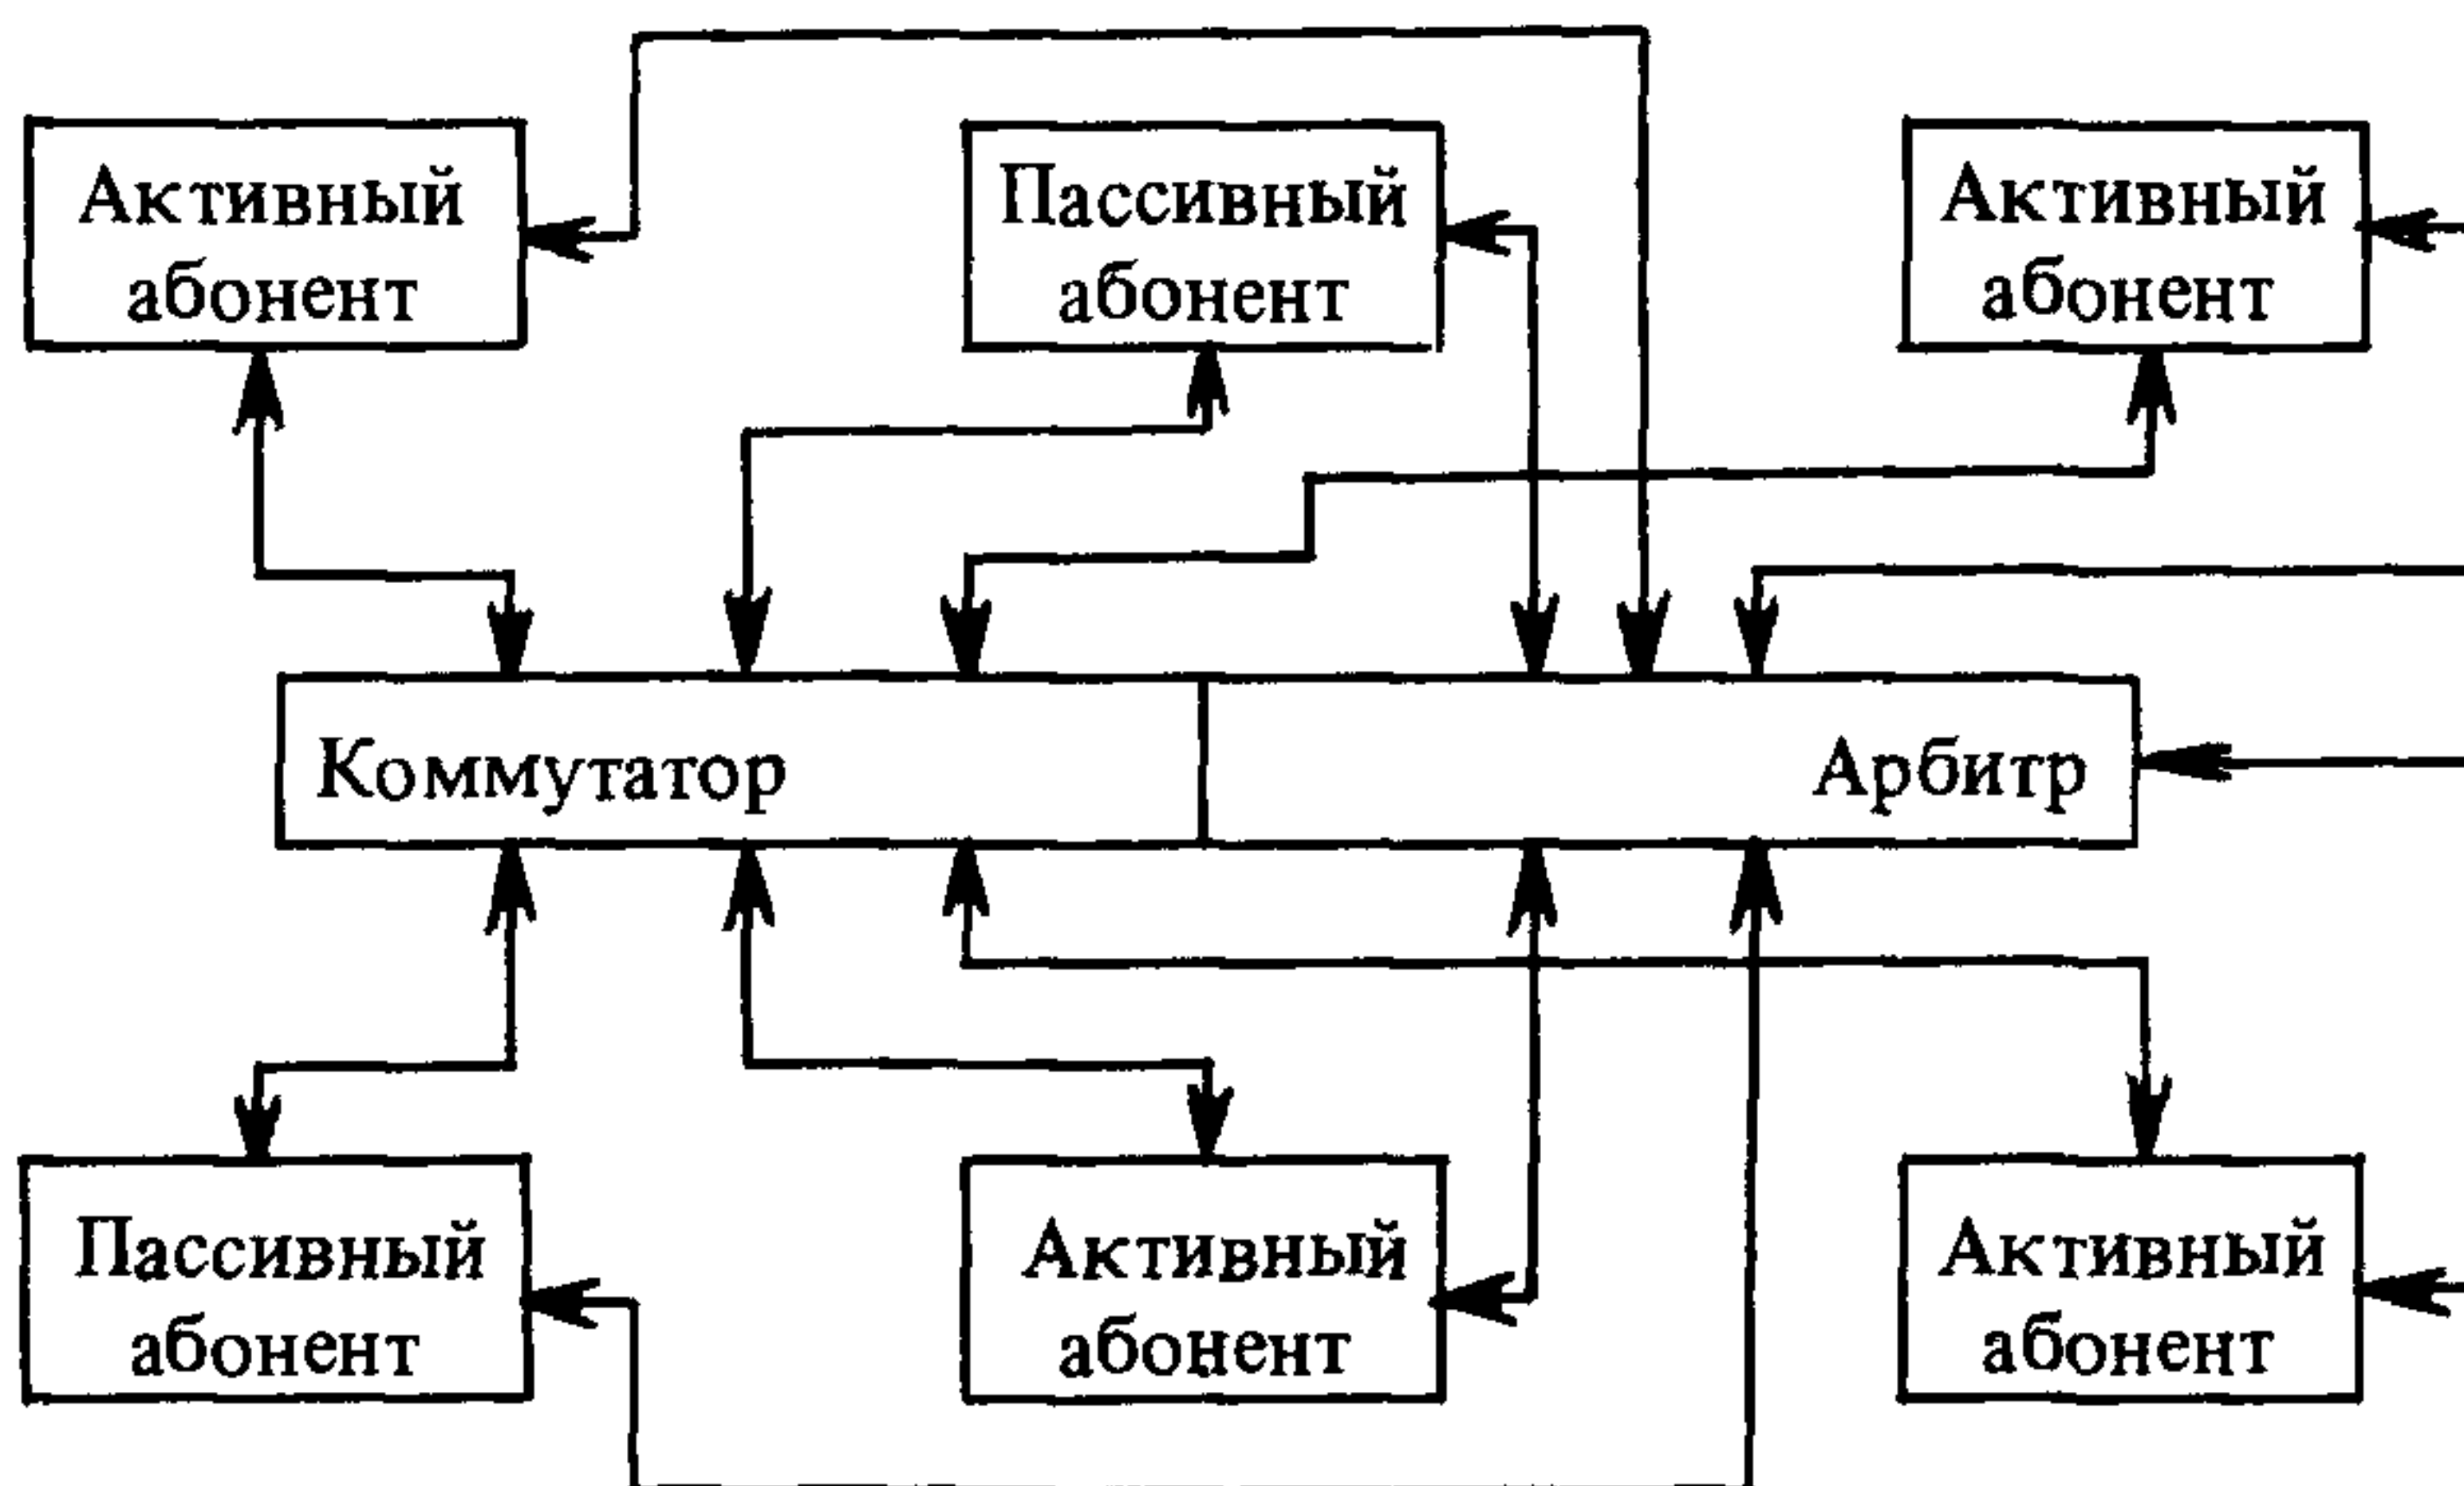 Активный
абонент
Пассивный
абонент
Активный
абонент
Коммутатор
Арбитр
Пассивный
абонент
Активный
абонент
Активный
абонент